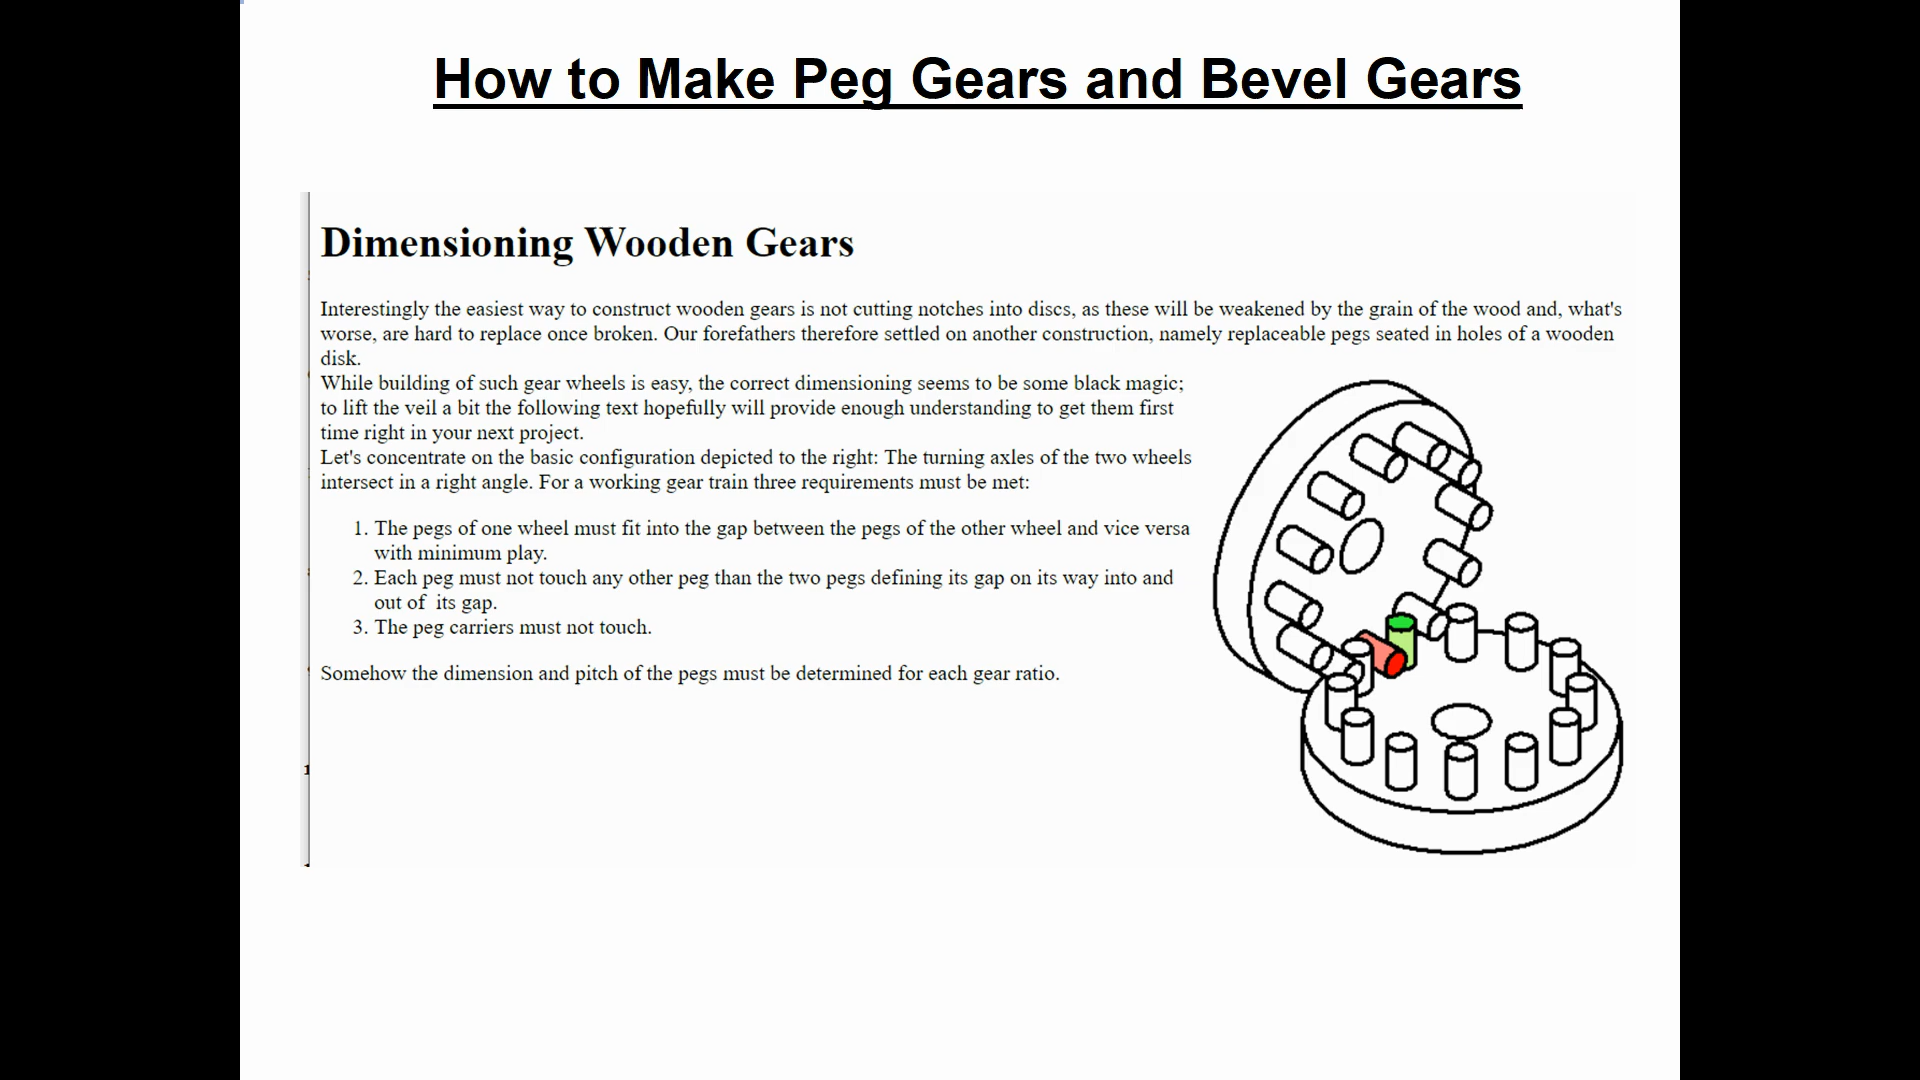 How to Make Peg Gears and Bevel Gears
Dimensioning Wooden Gears
Interestingly the easiest way to construct wooden gears is not cutting notches into discs, as these will be weakened by the grain of the wood and, what's
worse, are hard to replace once broken. Our forefathers therefore settled on another construction, namely replaceable pegs seated in holes of a wooden
disk.
While building of such gear wheels is easy, the correct dimensioning seems to be some black magic;
to lift the veil a bit the following text hopefully will provide enough understanding to get them first
time right in your next project.
Let's concentrate on the basic configuration depicted to the right: The turning axles of the two wheels
intersect in a right angle. For a working gear train three requirements must be met:
1. The pegs of one wheel must fit into the gap between the pegs of the other wheel and vice versa
with minimum play.
2. Each peg must not touch any other peg than the two pegs defining its gap on its way into and
out of its gap.
3. The peg carriers must not touch.
Somehow the dimension and pitch of the pegs must be determined for each gear ratio.